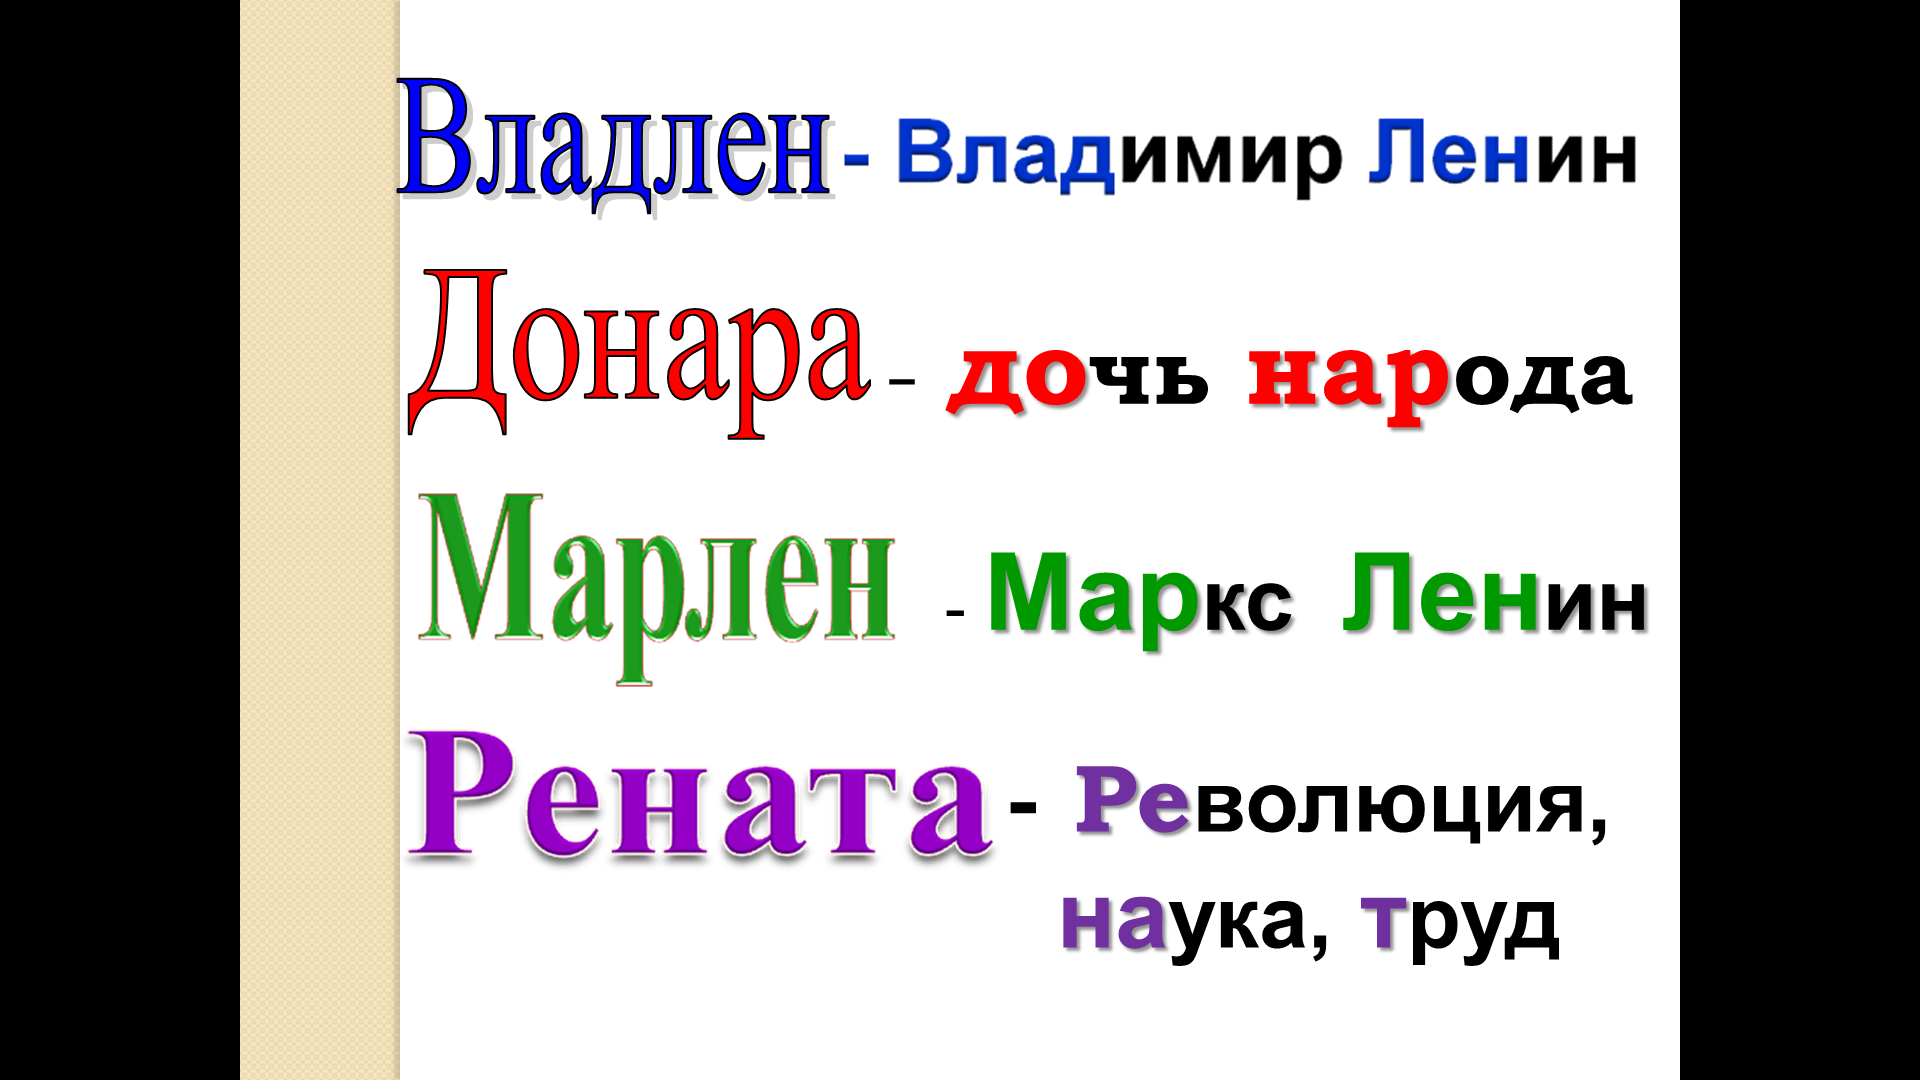 Владлен - Владимир Ленин
Донара - дочь народа
Марлен - Маркс Ленин
Рената - Революция,
наука, труд